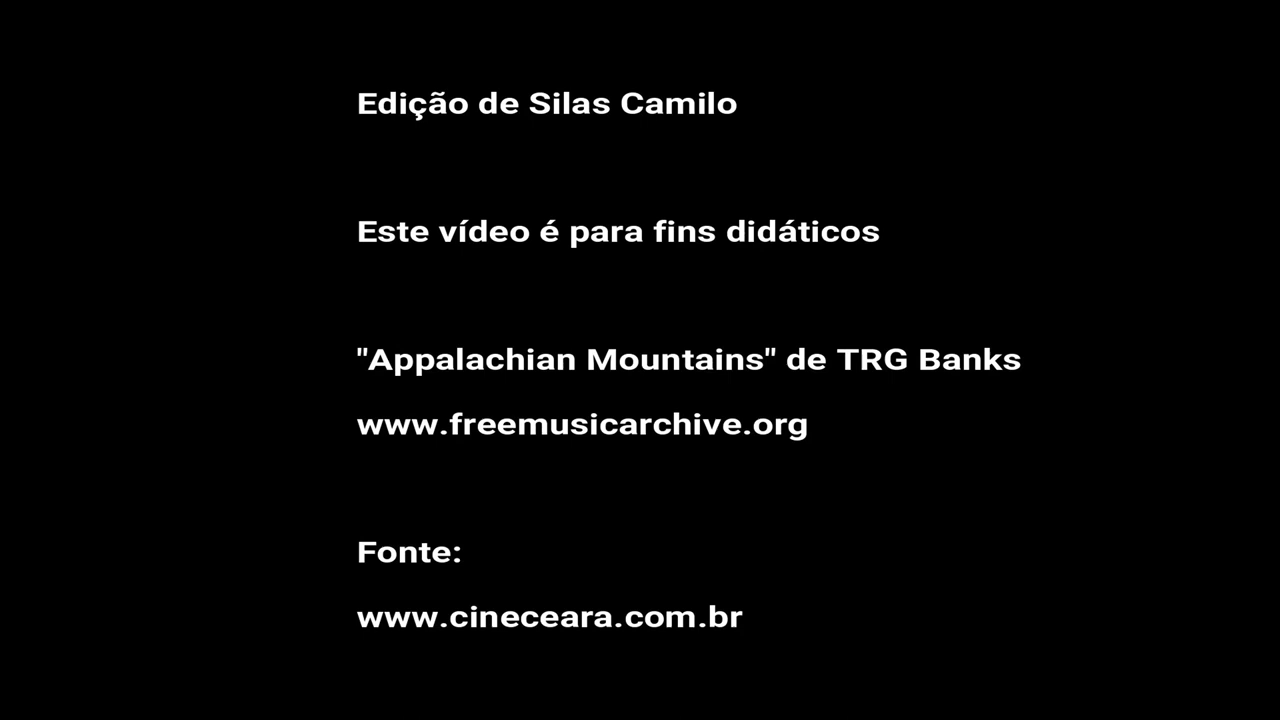 Edição de Silas Camilo
Este vídeo é para fins didáticos
"Appalachian Mountains" de TRG Banks
www.freemusicarchive.org
Fonte:
www.cineceara.com.br